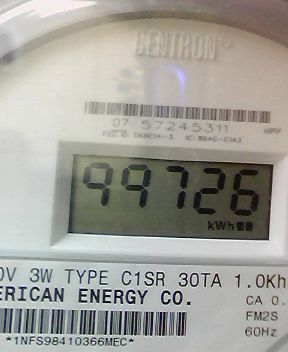 CENTRON®
07 57245311
HPP
99726
kWh
0V 3W TYPE C1SR 30TA 1.0Kh
ERICAN ENERGY CO.
CA 0.
FM2S
60Hz
*1NFS98410366MEC*